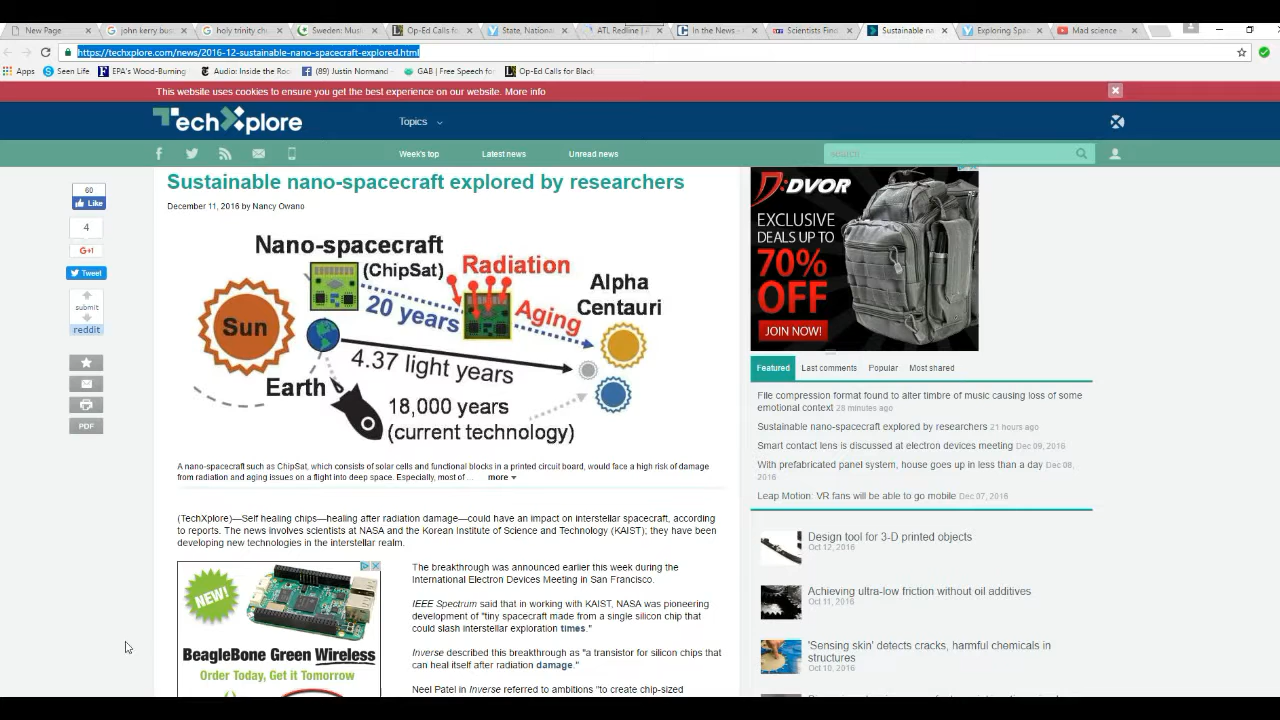 New Page
john kerry bus
holy trinity ch
Sweden: Mus
Op-Ed Calls fo
State, National
ATL Redline |
In the News -
Scientists Find
Sustainable na
Exploring Spac
Mad science
https://techxplore.com/news/2016-12-sustainable-nano-spacecraft-explored.html
Apps
Seen Life
EPA's Wood-Burning
Audio: Inside the Ro
(89) Justin Normand -
GAB | Free Speech fo
Op-Ed Calls for Black
This website uses cookies to ensure you get the best experience on our website. More info
TechXplore
Topics
Week's top
Latest news
Unread news
search
60
Like
4
G+1
Tweet
submit
reddit
PDF
Sustainable nano-spacecraft explored by researchers
December 11, 2016 by Nancy Owano
Nano-spacecraft
(ChipSat)
Radiation
Alpha
Centauri
Sun
20 years
Aging
4.37 light years
Earth
18,000 years
(current technology)
A nano-spacecraft such as ChipSat, which consists of solar cells and functional blocks in a printed circuit board, would face a high risk of damage
from radiation and aging issues on a flight into deep space. Especially, most of ... more
(TechXplore)—Self healing chips—healing after radiation damage—could have an impact on interstellar spacecraft, according
to reports. The news involves scientists at NASA and the Korean Institute of Science and Technology (KAIST); they have been
developing new technologies in the interstellar realm.
NEW!
BeagleBone Green Wireless
Order Today, Get it Tomorrow
The breakthrough was announced earlier this week during the
International Electron Devices Meeting in San Francisco.
IEEE Spectrum said that in working with KAIST, NASA was pioneering
development of "tiny spacecraft made from a single silicon chip that
could slash interstellar exploration times."
Inverse described this breakthrough as "a transistor for silicon chips that
can heal itself after radiation damage."
Neel Patel in Inverse referred to ambitions "to create chip-sized
DVOR
EXCLUSIVE
DEALS UP TO
70%
OFF
JOIN NOW!
Featured
Last comments
Popular
Most shared
File compression format found to alter timbre of music causing loss of some
emotional context 28 minutes ago
Sustainable nano-spacecraft explored by researchers 21 hours ago
Smart contact lens is discussed at electron devices meeting Dec 09, 2016
With prefabricated panel system, house goes up in less than a day Dec 08,
2016
Leap Motion: VR fans will be able to go mobile Dec 07, 2016
Design tool for 3-D printed objects
Oct 12, 2016
Achieving ultra-low friction without oil additives
Oct 11, 2016
'Sensing skin' detects cracks, harmful chemicals in
structures
Oct 10, 2016